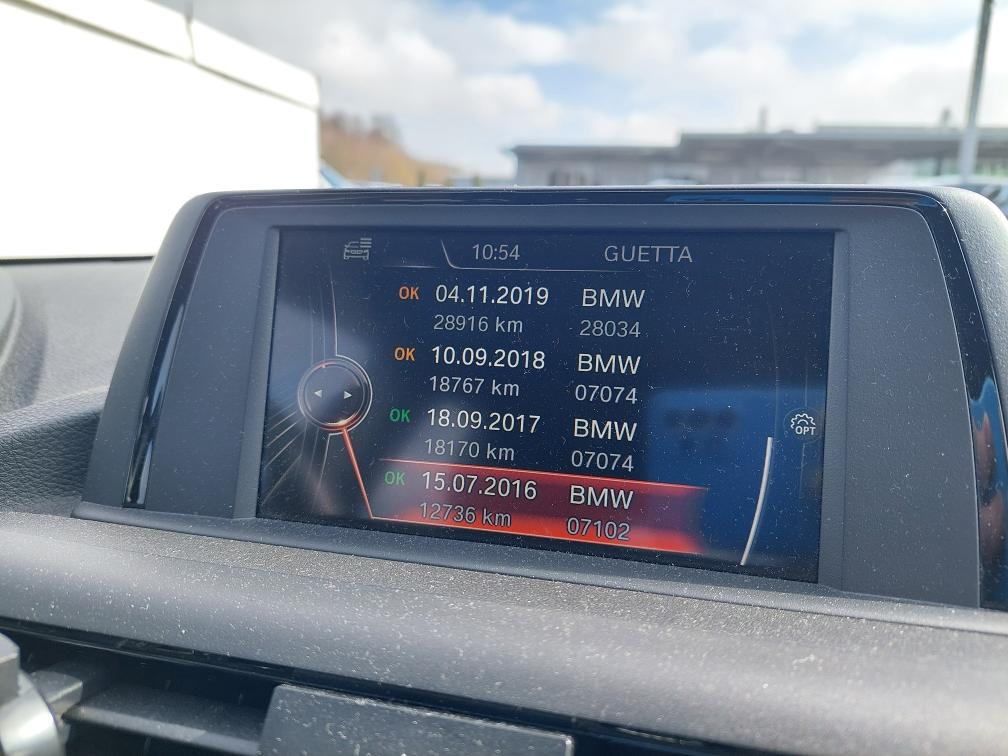 10:54 GUETTA
OK 04.11.2019 BMW
28916 km 28034
OK 10.09.2018 BMW
18767 km 07074
OK 18.09.2017 BMW
18170 km 07074
OPT
OK 15.07.2016 BMW
12736 km 07102